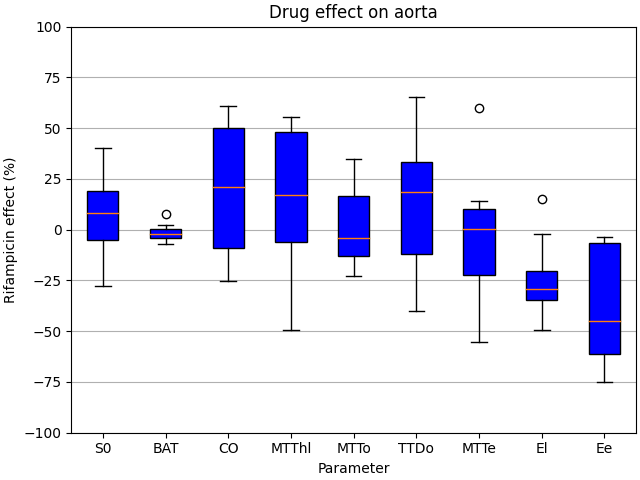 Drug effect on aorta
Rifampicin effect (%)
100
75
50
25
0
−25
−50
−75
−100
S0 BAT CO MTThl MTTo TTDo MTTe El Ee
Parameter